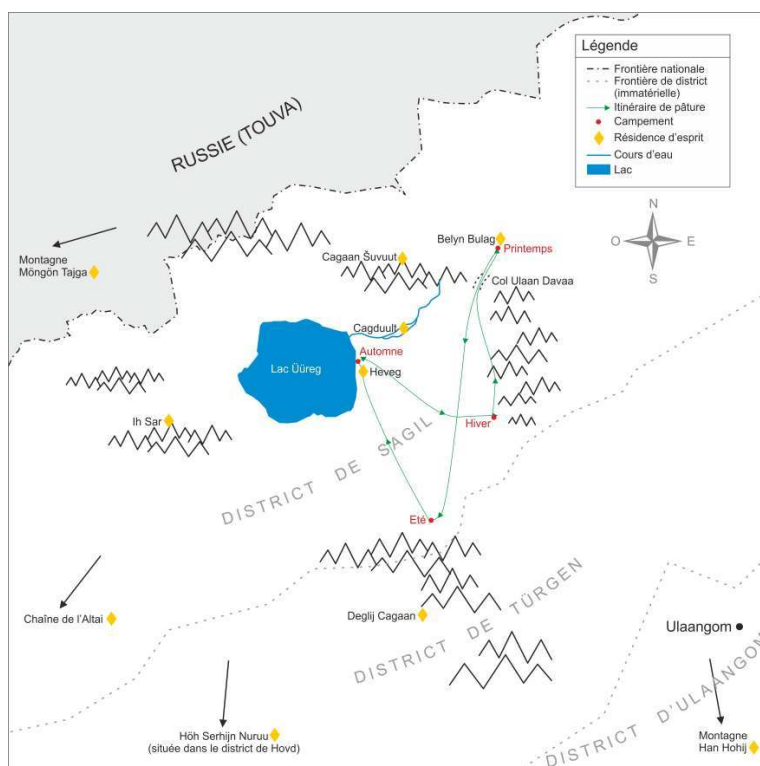 Légende
Frontière nationale
Frontière de district
(immatérielle)
Itinéraire de pâture
Campement
Résidence d'esprit
Cours d'eau
Lac
RUSSIE (TOUVA)
N
O
E
S
Montagne
Möngön Tajga
Belyn Bulag
Printemps
Cagaan Šuvuut
Col Ulaan Davaa
Cagduult
Automne
Lac Üüreg
Heveg
Ih Sar
Hiver
DISTRICT DE SAGIL
Eté
Deglij Cagaan
DISTRICT DE TÜRGEN
Chaîne de l'Altai
Ulaangom
DISTRICT D'ULAANGON
Höh Serhijn Nuruu
(située dans le district de Hovd)
Montagne
Han Hohij